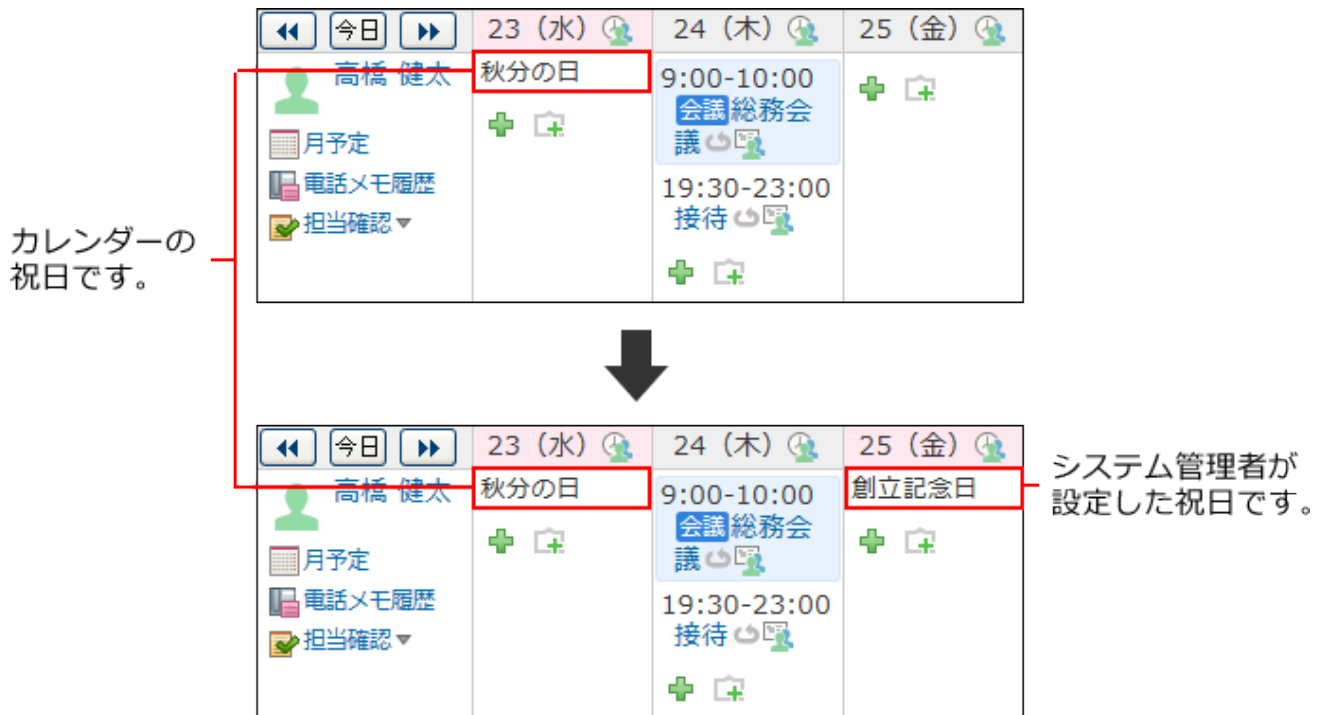 今日
23（水）
24（木）
25（金）
高橋 健太
秋分の日
9:00-10:00
会議総務会
議
月予定
電話メモ履歴
19:30-23:00
担当確認
接待
カレンダーの
祝日です。
今日
23（水）
24（木）
25（金）
高橋 健太
秋分の日
9:00-10:00
創立記念日
会議総務会
議
システム管理者が
設定した祝日です。
月予定
電話メモ履歴
19:30-23:00
担当確認
接待